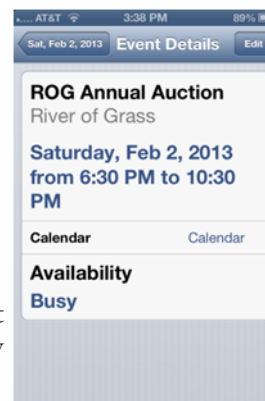 AT&T 3:38 PM 89%
Sat, Feb 2, 2013 Event Details Edit
ROG Annual Auction
River of Grass
Saturday, Feb 2, 2013
from 6:30 PM to 10:30
PM
Calendar Calendar
Availability
Busy